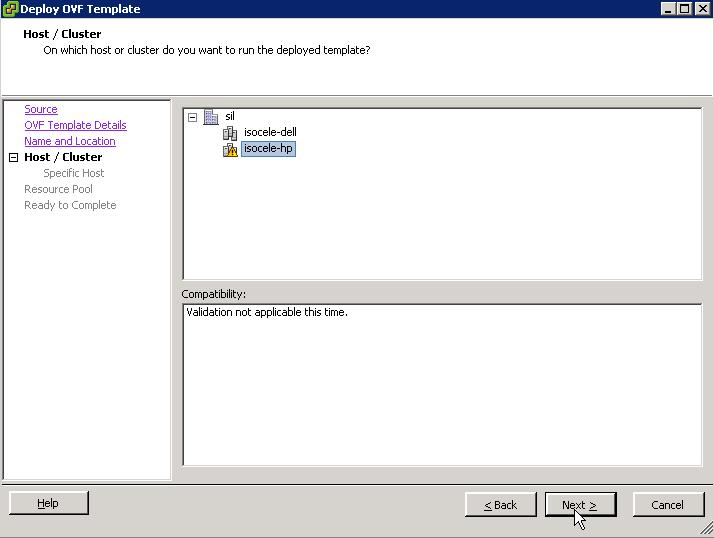 Deploy OVF Template
Host / Cluster
On which host or cluster do you want to run the deployed template?
Source
OVF Template Details
Name and Location
Host / Cluster
Specific Host
Resource Pool
Ready to Complete
sil
isocele-dell
isocele-hp
Compatibility:
Validation not applicable this time.
Help
< Back
Next >
Cancel